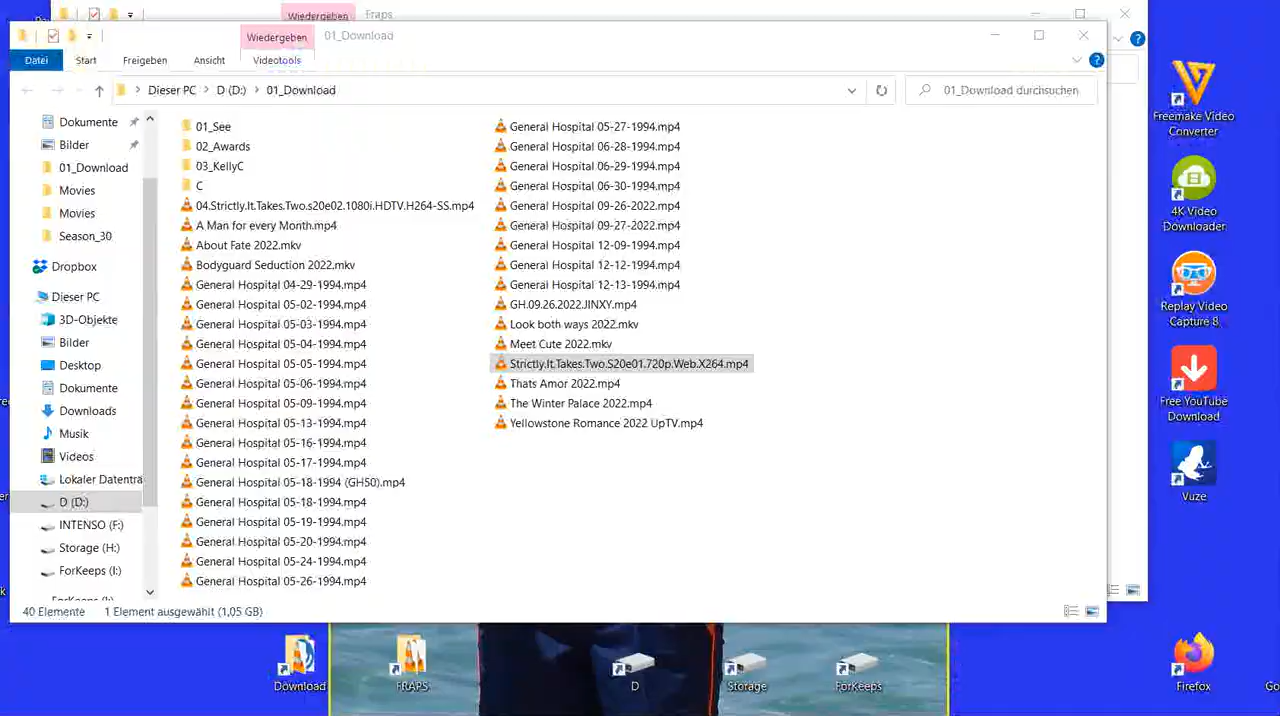 Wiedergeben
Fraps
Wiedergeben
01_Download
Datei
Start
Freigeben
Ansicht
Videotools
Dieser PC
D (D:)
01_Download
01_Download durchsuchen
Dokumente
Bilder
01_Download
Movies
Movies
Season_30
Dropbox
Dieser PC
3D-Objekte
Bilder
Desktop
Dokumente
Downloads
Musik
Videos
Lokaler Datentra
D (D:)
INTENSO (F:)
Storage (H:)
ForKeeps (I:)
01_See
02_Awards
03_KellyC
C
04.Strictly.It.Takes.Two.s20e02.1080i.HDTV.H264-SS.mp4
A Man for every Month.mp4
About Fate 2022.mkv
Bodyguard Seduction 2022.mkv
General Hospital 04-29-1994.mp4
General Hospital 05-02-1994.mp4
General Hospital 05-03-1994.mp4
General Hospital 05-04-1994.mp4
General Hospital 05-05-1994.mp4
General Hospital 05-06-1994.mp4
General Hospital 05-09-1994.mp4
General Hospital 05-13-1994.mp4
General Hospital 05-16-1994.mp4
General Hospital 05-17-1994.mp4
General Hospital 05-18-1994 (GH50).mp4
General Hospital 05-18-1994.mp4
General Hospital 05-19-1994.mp4
General Hospital 05-20-1994.mp4
General Hospital 05-24-1994.mp4
General Hospital 05-26-1994.mp4
General Hospital 05-27-1994.mp4
General Hospital 06-28-1994.mp4
General Hospital 06-29-1994.mp4
General Hospital 06-30-1994.mp4
General Hospital 09-26-2022.mp4
General Hospital 09-27-2022.mp4
General Hospital 12-09-1994.mp4
General Hospital 12-12-1994.mp4
General Hospital 12-13-1994.mp4
GH.09.26.2022.JINXY.mp4
Look both ways 2022.mkv
Meet Cute 2022.mkv
Strictly.It.Takes.Two.S20e01.720p.Web.X264.mp4
Thats Amor 2022.mp4
The Winter Palace 2022.mp4
Yellowstone Romance 2022 UpTV.mp4
40 Elemente
1 Element ausgewählt (1,05 GB)
Freemake Video
Converter
4K Video
Downloader
Replay Video
Capture 8
Free YouTube
Download
Vuze
Download
FRAPS
D
Storage
ForKeeps
Firefox
Go